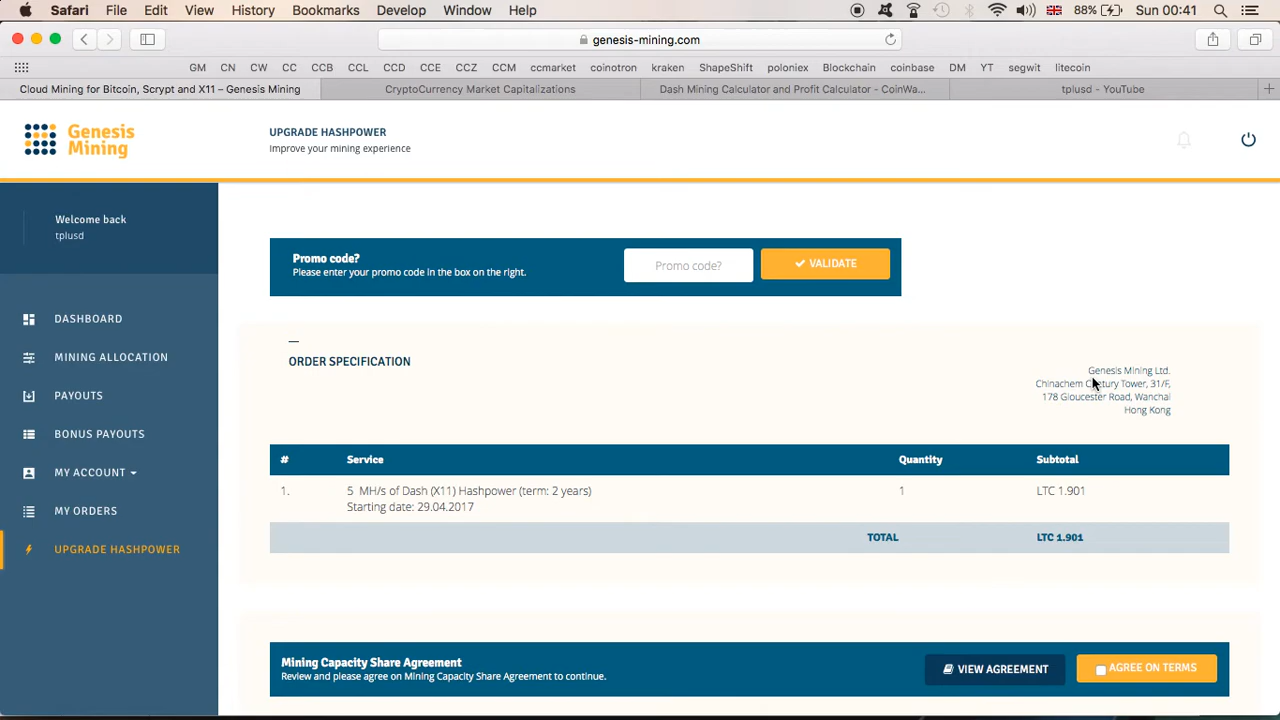 Safari File Edit View History Bookmarks Develop Window Help 88% Sun 00:41
genesis-mining.com
GM CN CW CC CCB CCL CCD CCE CCZ CCM ccmarket coinotron kraken ShapeShift poloniex Blockchain coinbase DM YT segwit litecoin
Cloud Mining for Bitcoin, Scrypt and X11 – Genesis Mining CryptoCurrency Market Capitalizations Dash Mining Calculator and Profit Calculator - CoinWa... tplusd - YouTube
Genesis
Mining
UPGRADE HASHPOWER
Improve your mining experience
Welcome back
tplusd
DASHBOARD
MINING ALLOCATION
PAYOUTS
BONUS PAYOUTS
MY ACCOUNT
MY ORDERS
UPGRADE HASHPOWER
Promo code?
Please enter your promo code in the box on the right.
Promo code?
VALIDATE
ORDER SPECIFICATION
Genesis Mining Ltd.
Chinachem Century Tower, 31/F,
178 Gloucester Road, Wanchai
Hong Kong
# Service Quantity Subtotal
1. 5 MH/s of Dash (X11) Hashpower (term: 2 years) 1 LTC 1.901
Starting date: 29.04.2017
TOTAL LTC 1.901
Mining Capacity Share Agreement
Review and please agree on Mining Capacity Share Agreement to continue.
VIEW AGREEMENT
AGREE ON TERMS